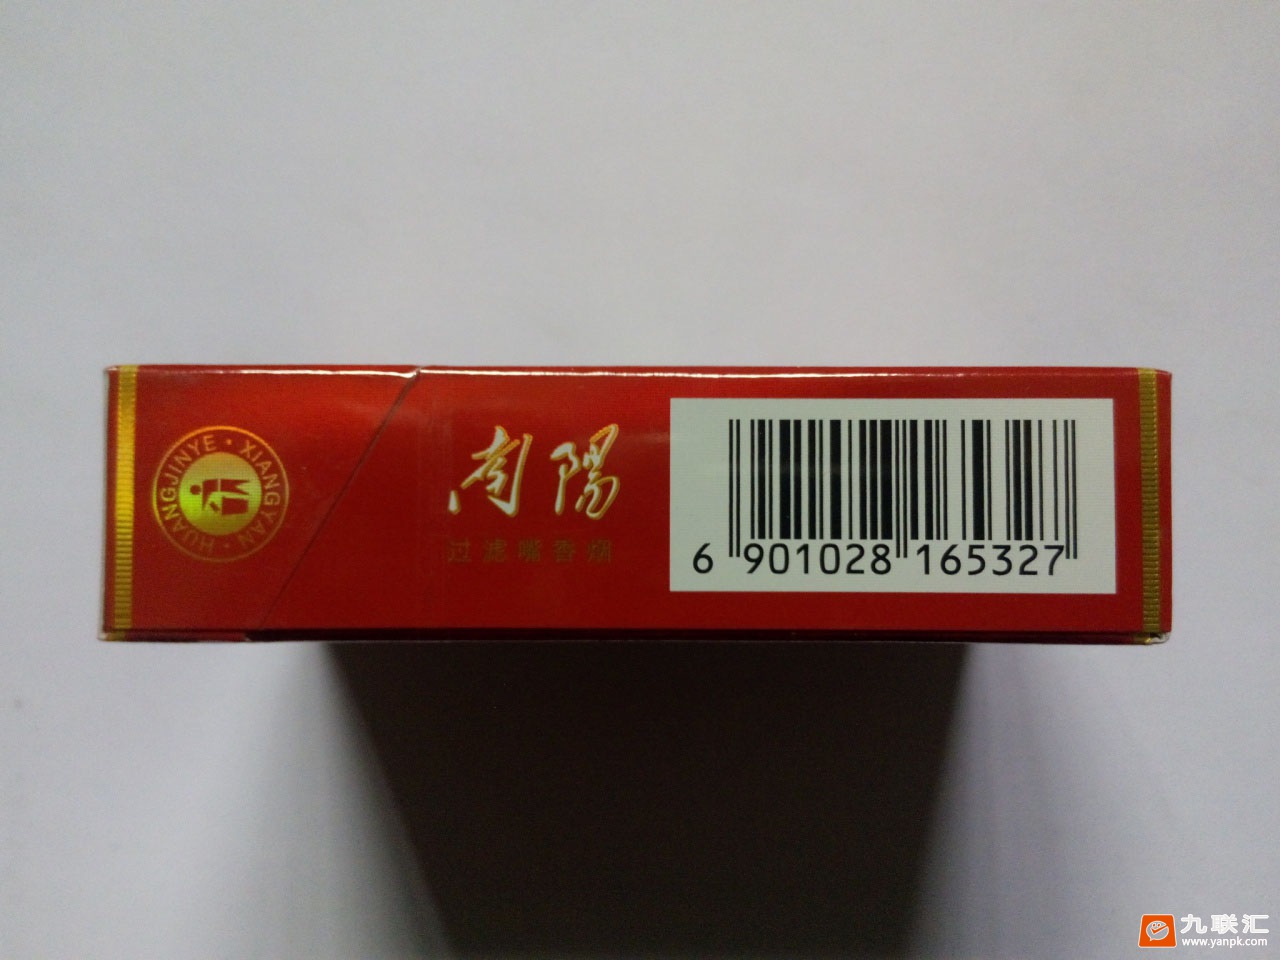 HUANGJINYE · XIANGYAN ·
南陽
过滤嘴香烟
6 901028 165327
九联汇
www.yanpk.com